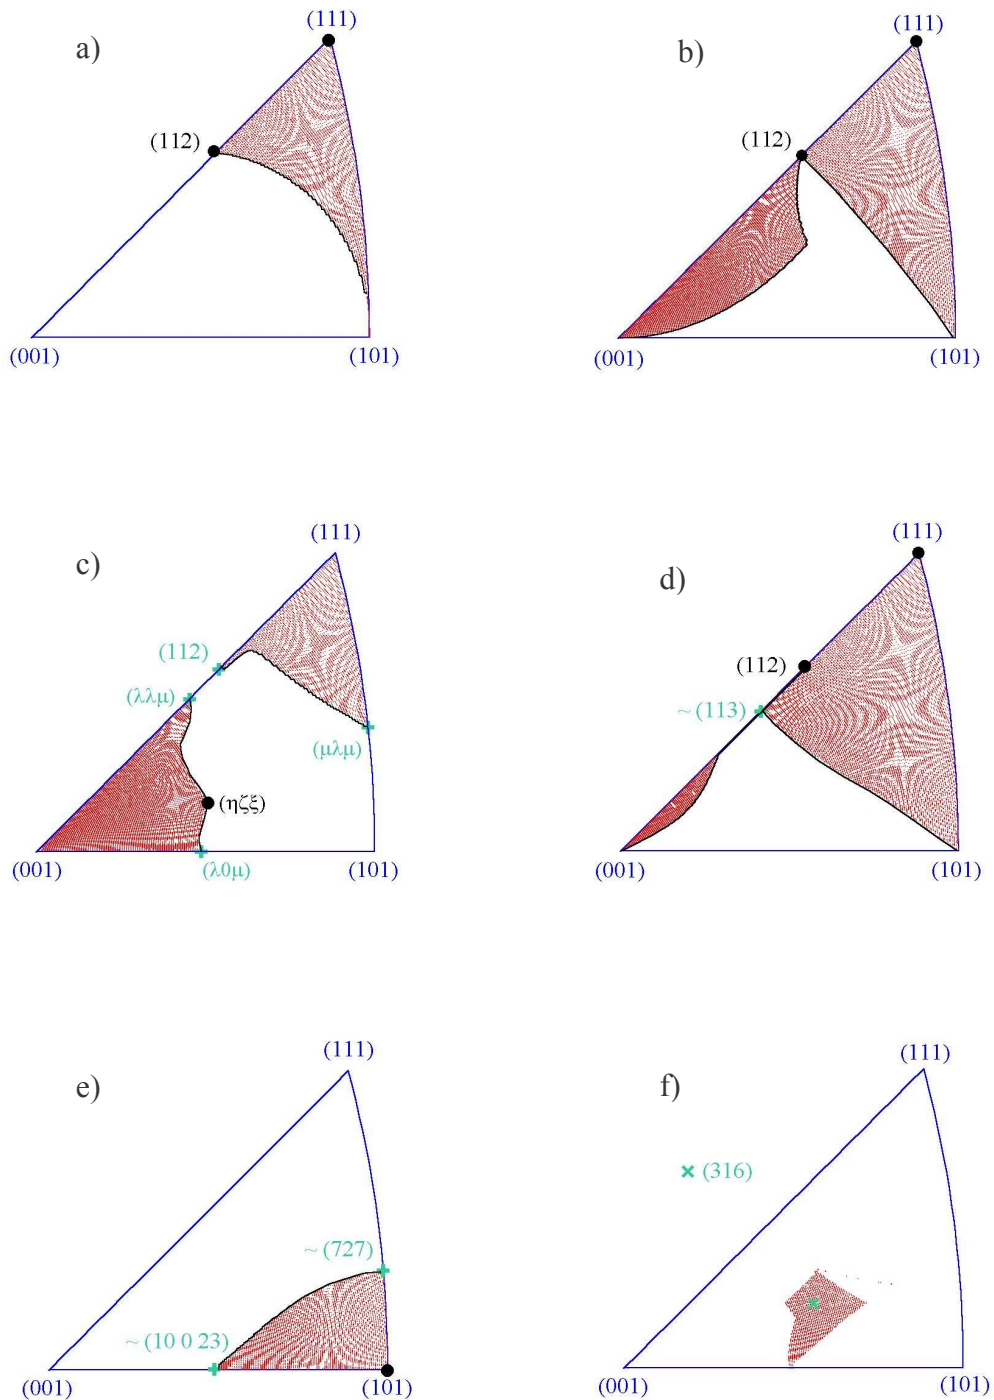 a)
(111)
(112)
(001)
(101)
b)
(111)
(112)
(001)
(101)
c)
(111)
(112)
(λλμ)
(μλμ)
(ηζξ)
(001)
(λ0μ)
(101)
d)
(111)
(112)
~ (113)
(001)
(101)
e)
(111)
~ (727)
~ (10 0 23)
(001)
(101)
f)
(111)
(316)
(001)
(101)